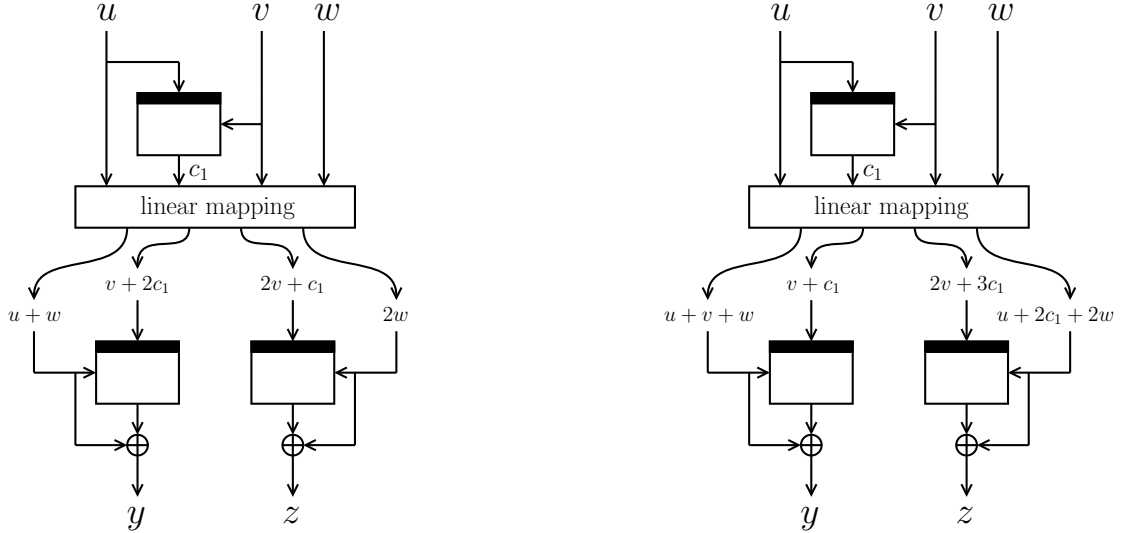 u v w
u v w
c₁
c₁
linear mapping
linear mapping
v + 2c₁
2v + c₁
v + c₁
2v + 3c₁
u + w
2w
u + v + w
u + 2c₁ + 2w
y z
y z